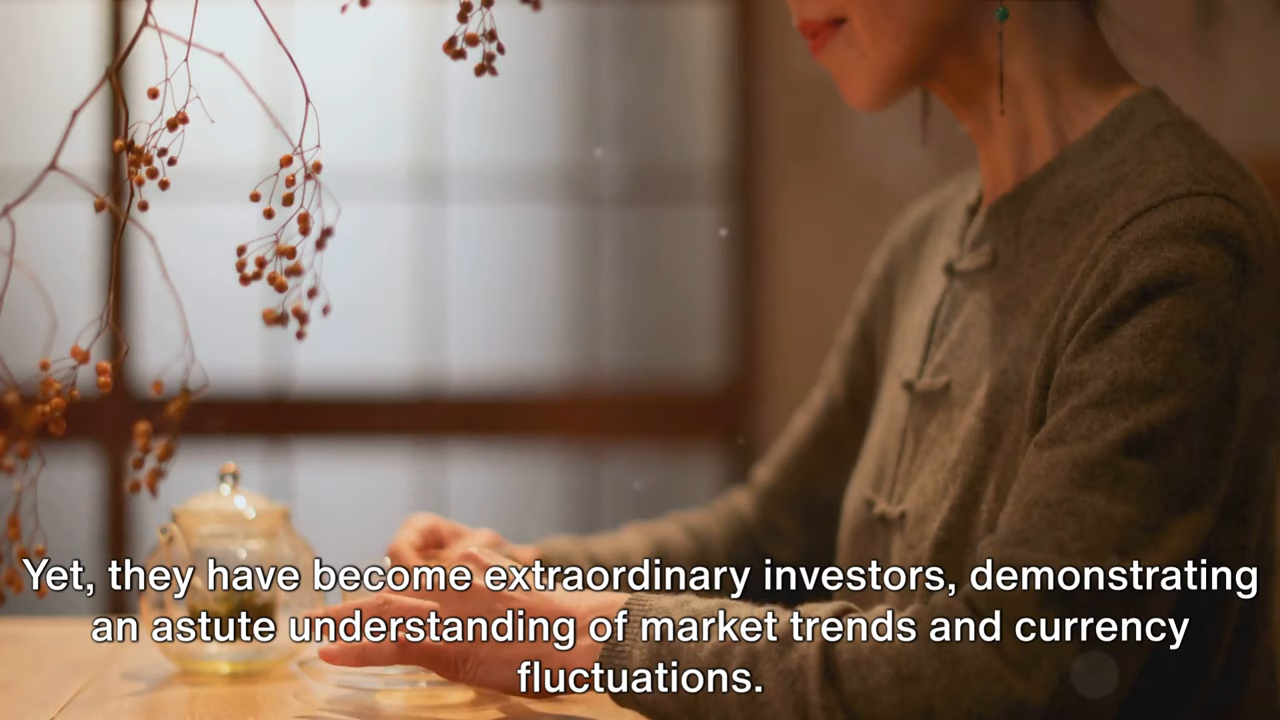 Yet, they have become extraordinary investors, demonstrating
an astute understanding of market trends and currency
fluctuations.